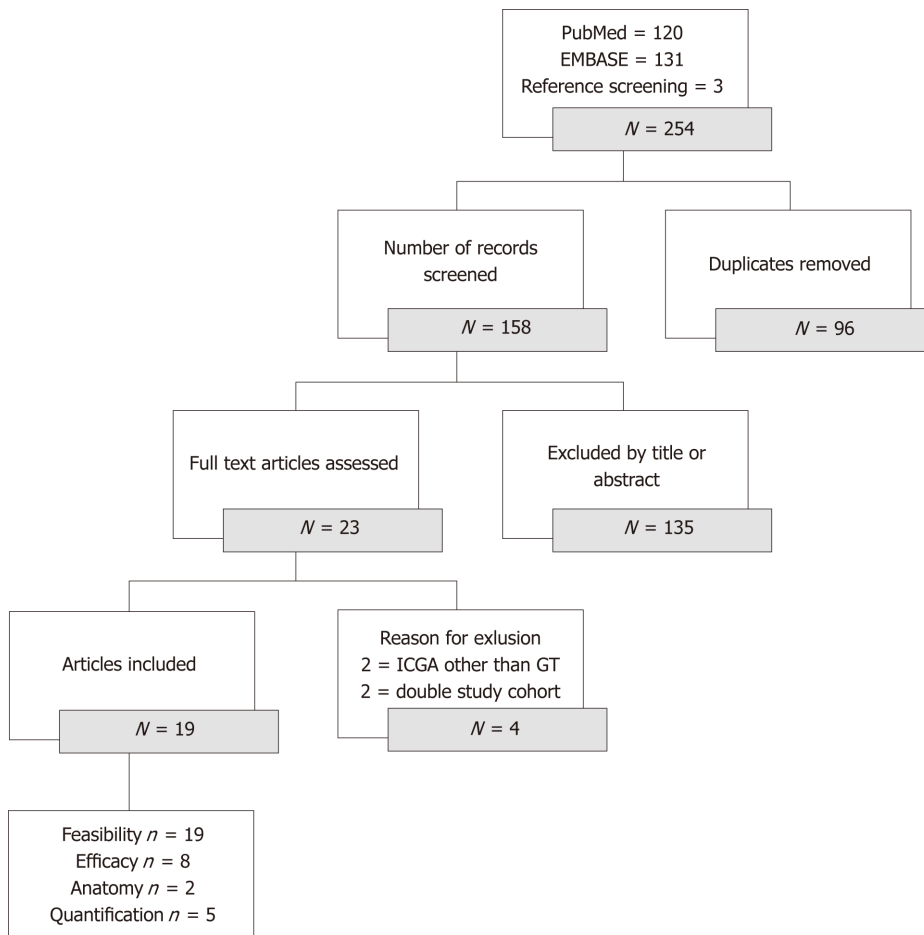 PubMed = 120
EMBASE = 131
Reference screening = 3
N = 254
Number of records
screened
N = 158
Duplicates removed
N = 96
Full text articles assessed
N = 23
Excluded by title or
abstract
N = 135
Articles included
N = 19
Reason for exlusion
2 = ICGA other than GT
2 = double study cohort
N = 4
Feasibility n = 19
Efficacy n = 8
Anatomy n = 2
Quantification n = 5